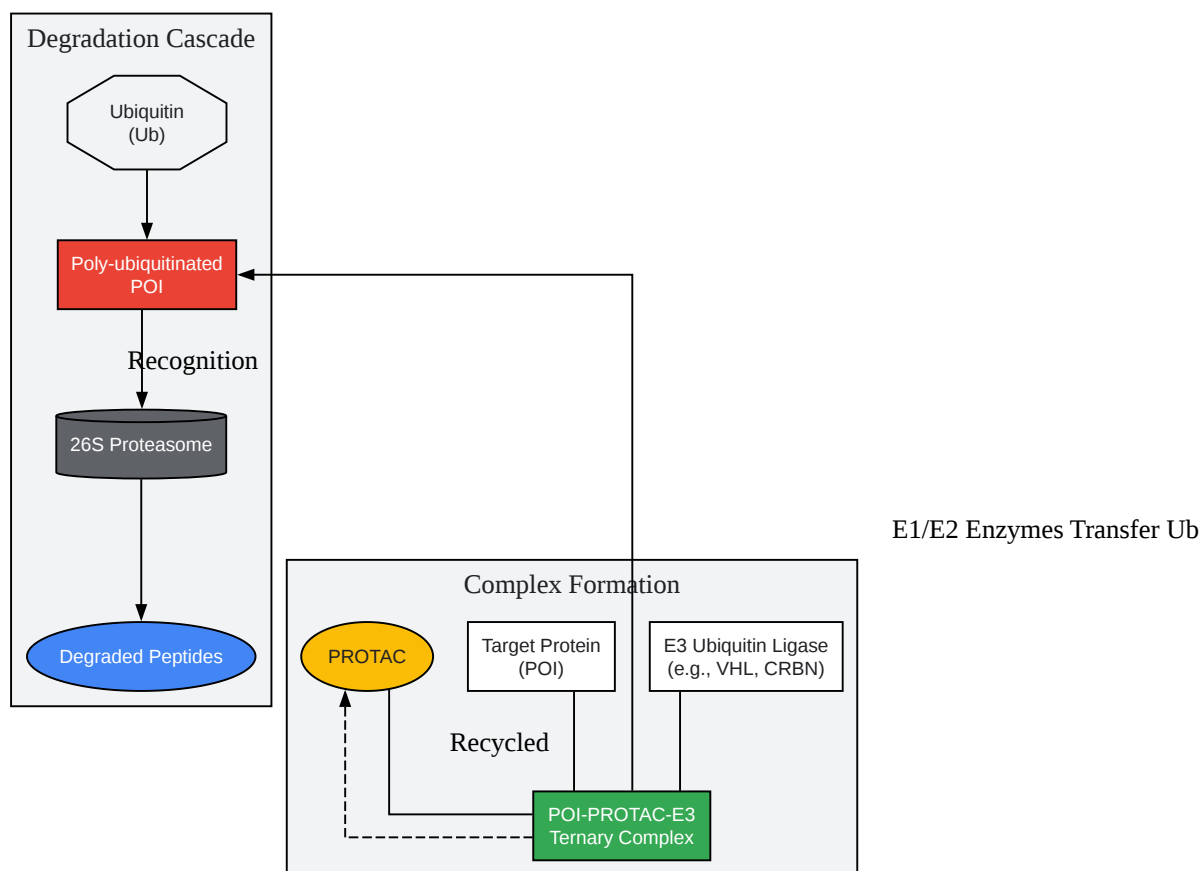 Degradation Cascade
Ubiquitin
(Ub)
Poly-ubiquitinated
POI
Recognition
26S Proteasome
Degraded Peptides
E1/E2 Enzymes Transfer Ub
Complex Formation
PROTAC
Target Protein
(POI)
E3 Ubiquitin Ligase
(e.g., VHL, CRBN)
Recycled
POI-PROTAC-E3
Ternary Complex